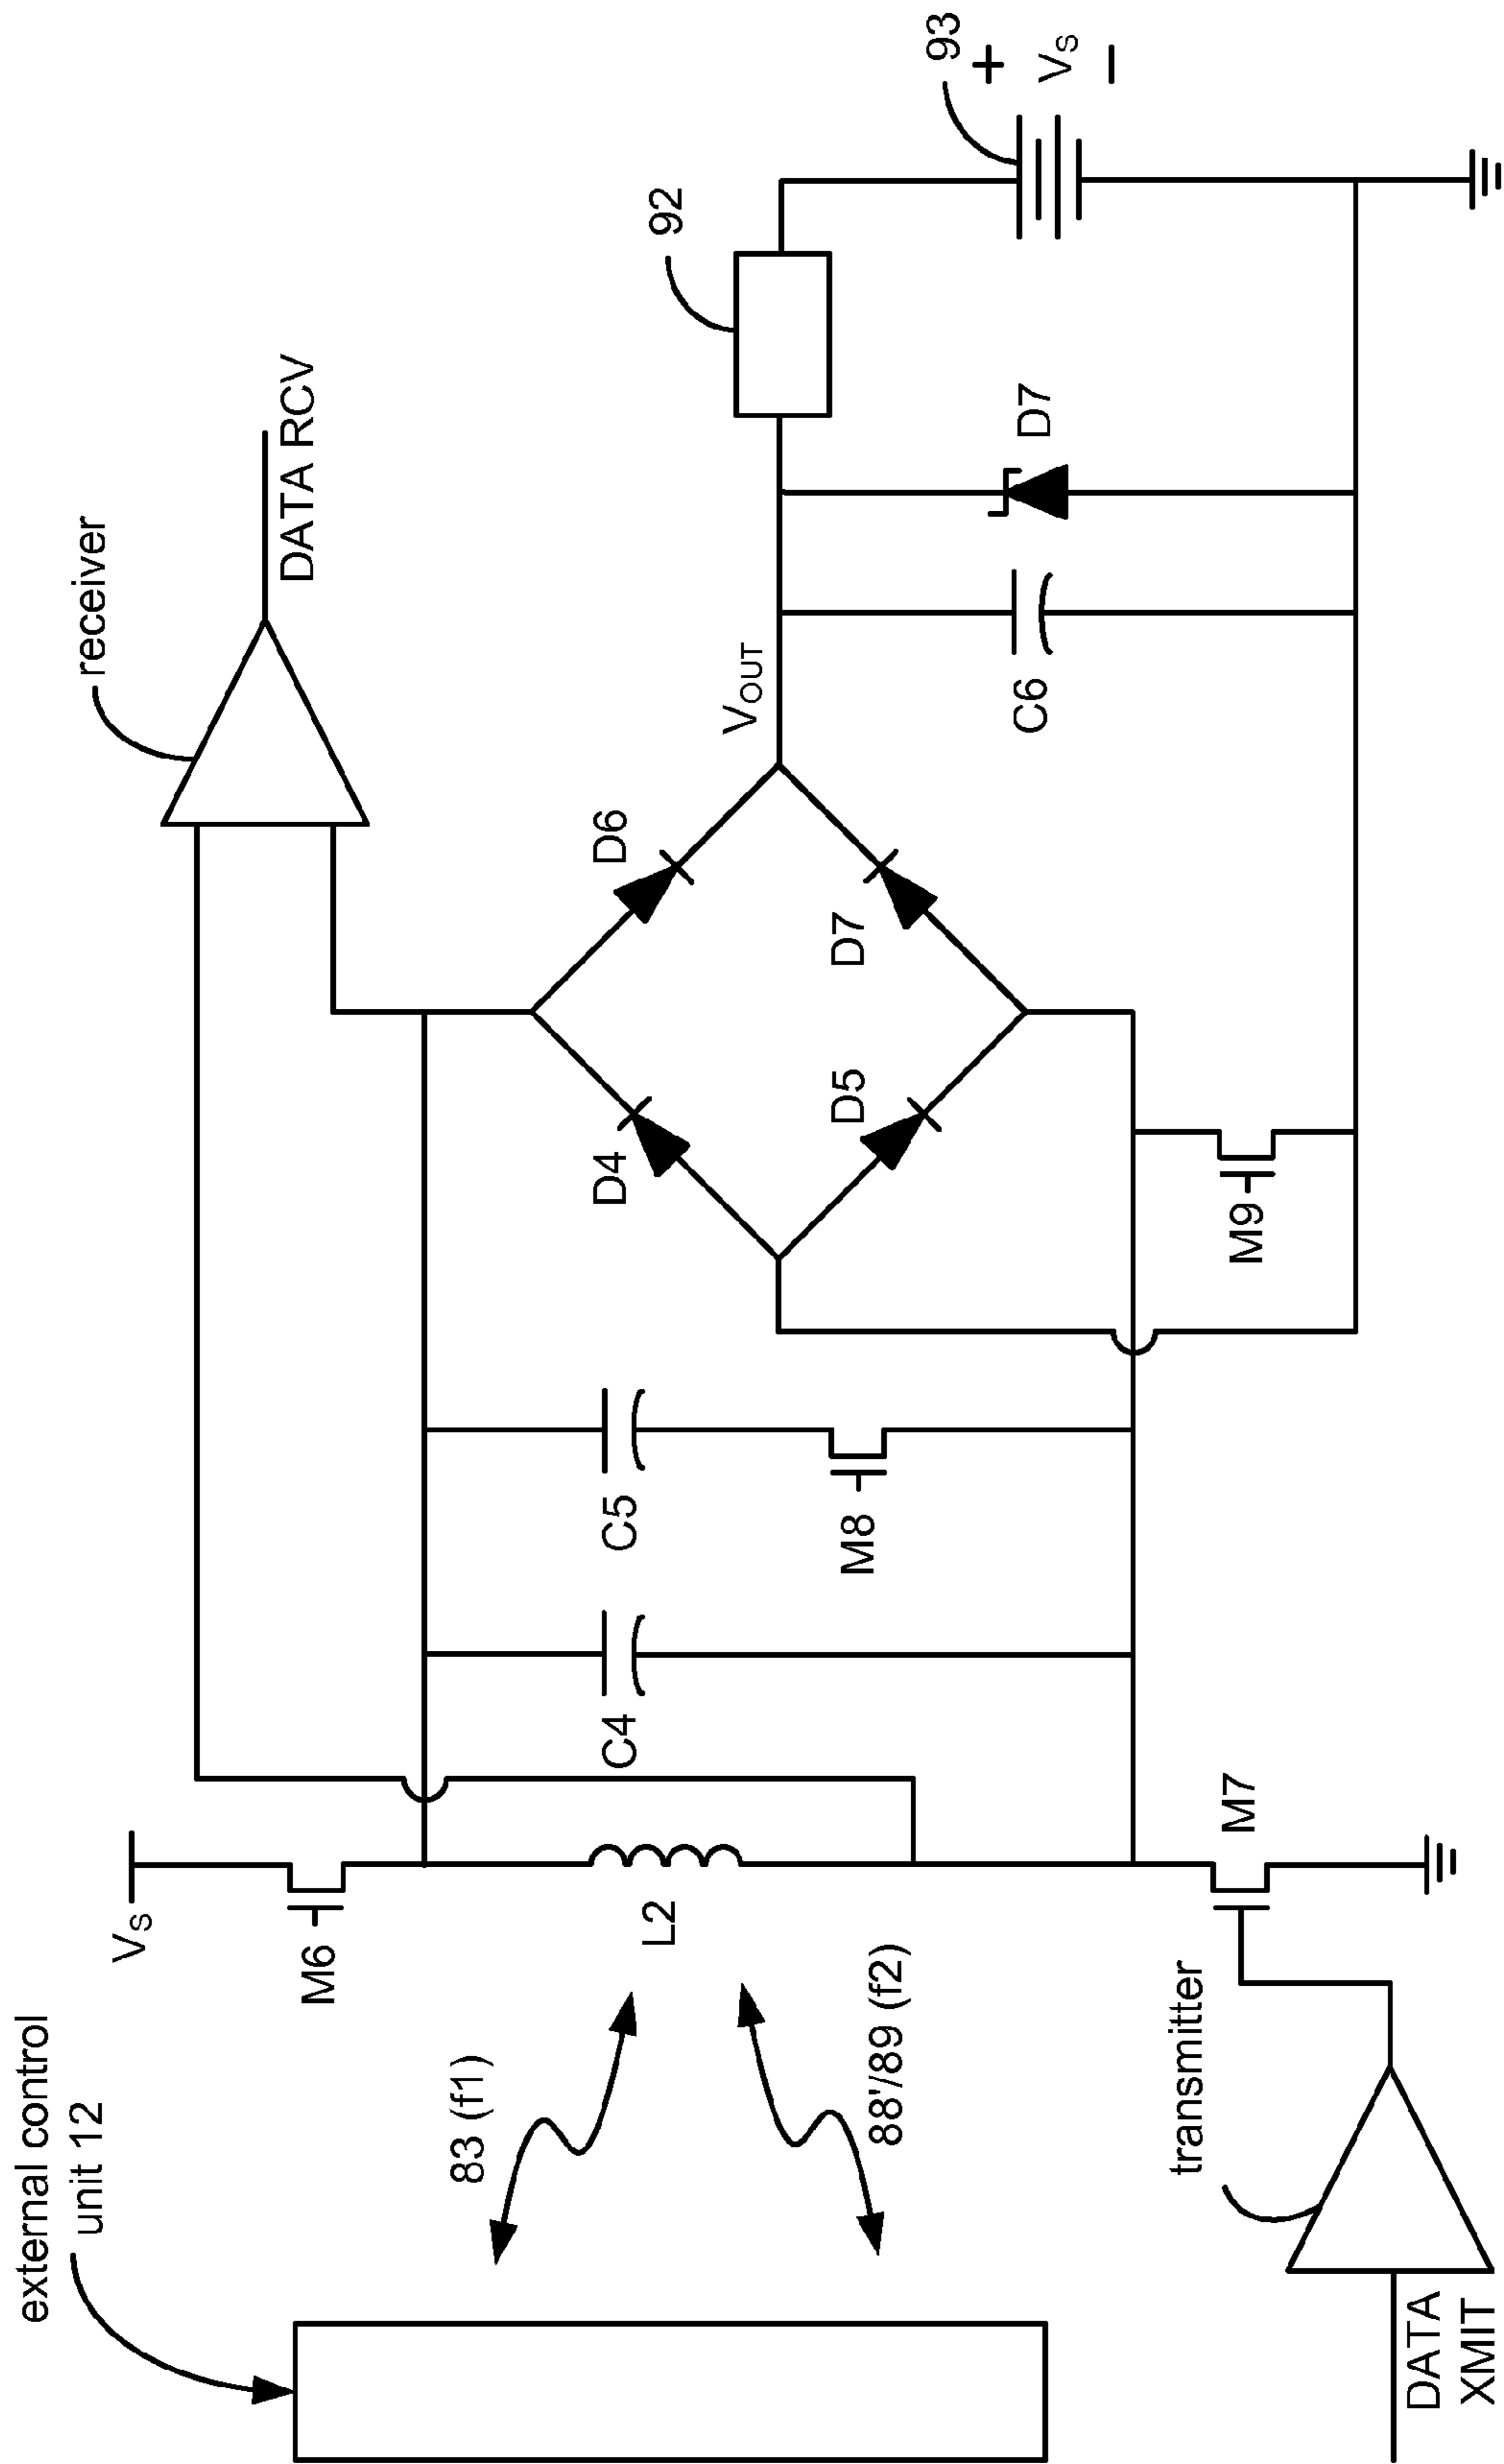 external control
unit 12
83 (f1)
88'/89 (f2)
DATA
XMIT
transmitter
VS
M6
L2
M7
C4
C5
M8
D4
D5
D6
D7
M9
receiver
DATA RCV
VOUT
C6
D7
92
93
+
VS
−